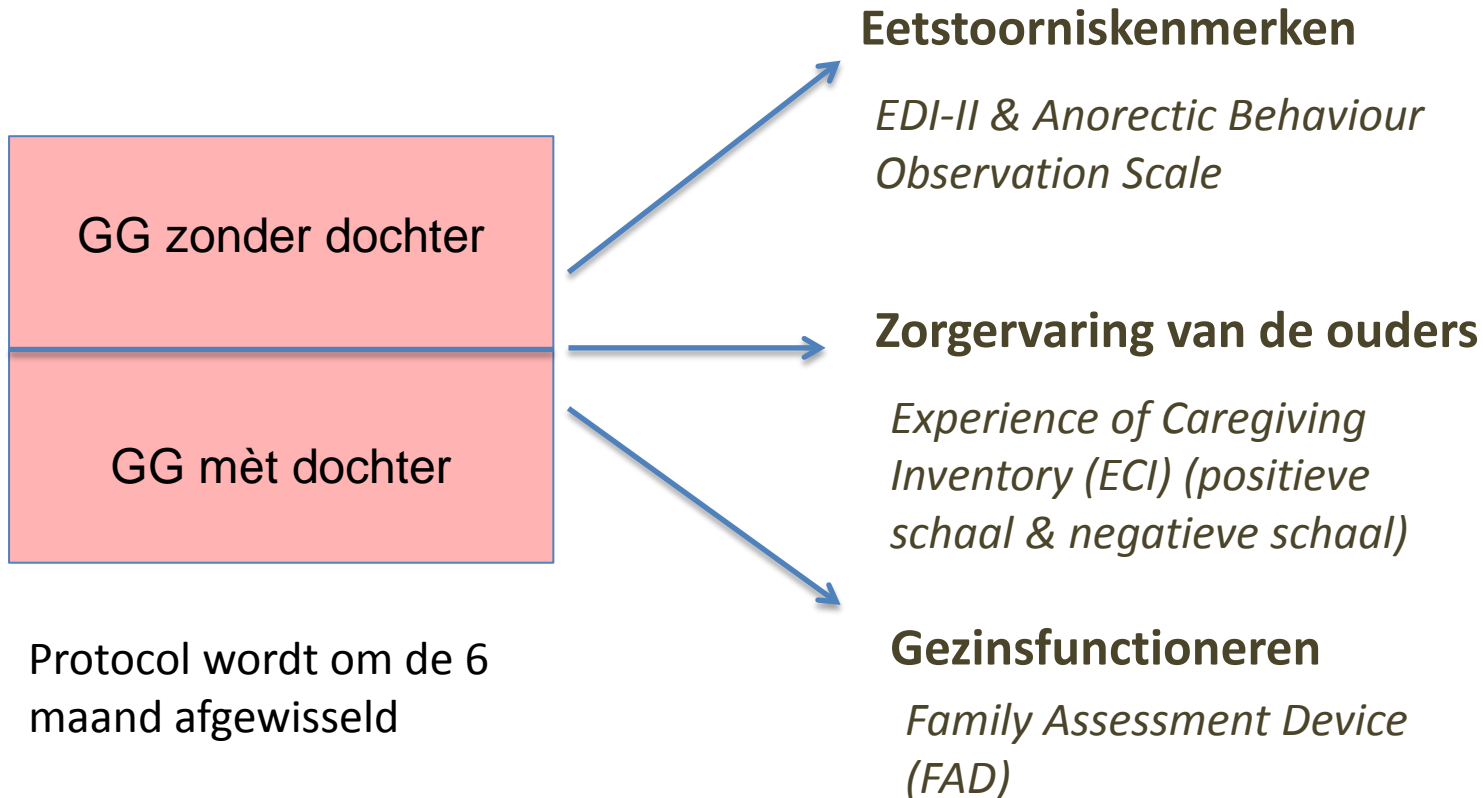 GG zonder dochter
GG mèt dochter
Protocol wordt om de 6
maand afgewisseld
Eetstoorniskenmerken
EDI-II & Anorectic Behaviour
Observation Scale
Zorgervaring van de ouders
Experience of Caregiving
Inventory (ECI) (positieve
schaal & negatieve schaal)
Gezinsfunctioneren
Family Assessment Device
(FAD)